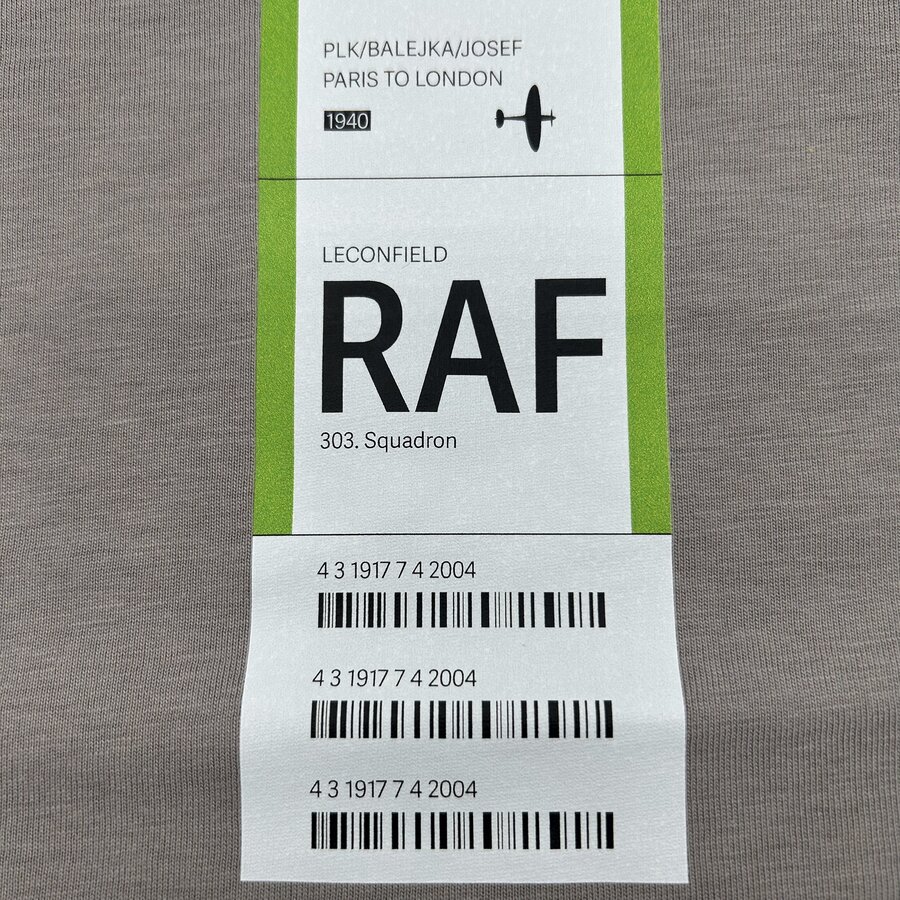 PLK/BALEJKA/JOSEF
PARIS TO LONDON
1940
LECONFIELD
RAF
303. Squadron
4 3 1917 7 4 2004
4 3 1917 7 4 2004
4 3 1917 7 4 2004